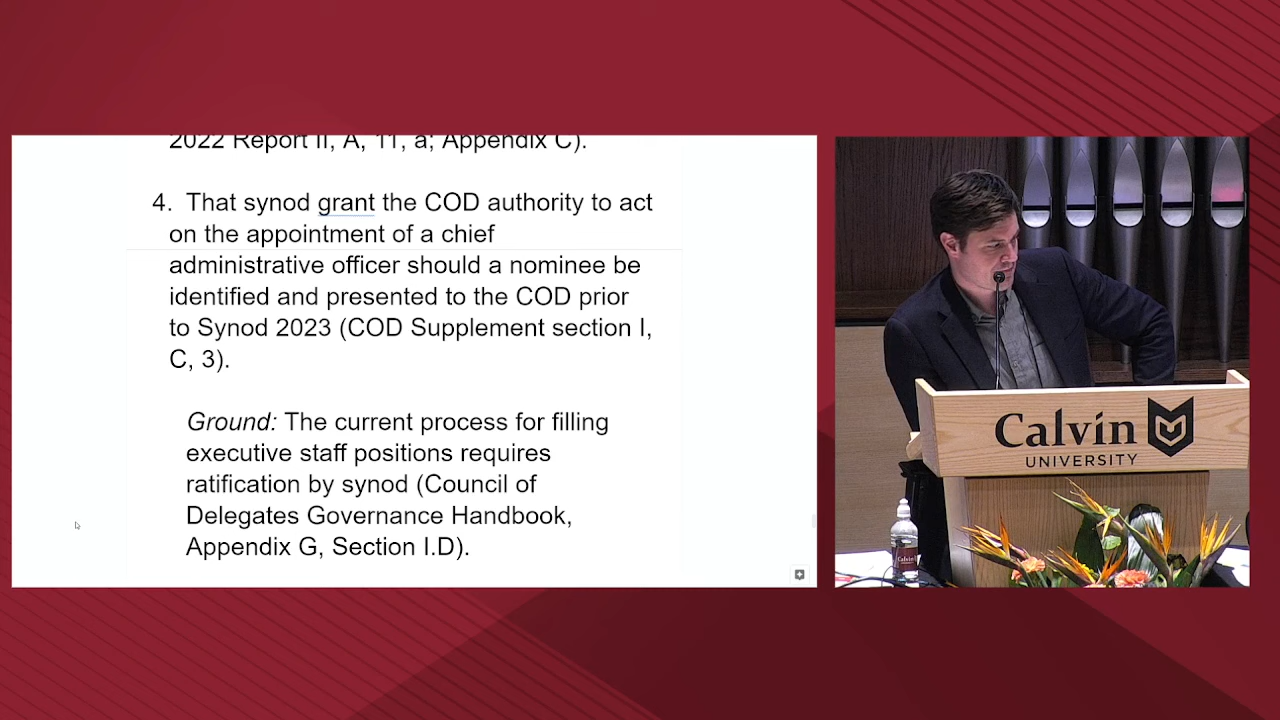 2022 Report II, A, 11, a; Appendix C).
4. That synod grant the COD authority to act
on the appointment of a chief
administrative officer should a nominee be
identified and presented to the COD prior
to Synod 2023 (COD Supplement section I,
C, 3).
Ground: The current process for filling
executive staff positions requires
ratification by synod (Council of
Delegates Governance Handbook,
Appendix G, Section I.D).
Calvin
UNIVERSITY
Calvin